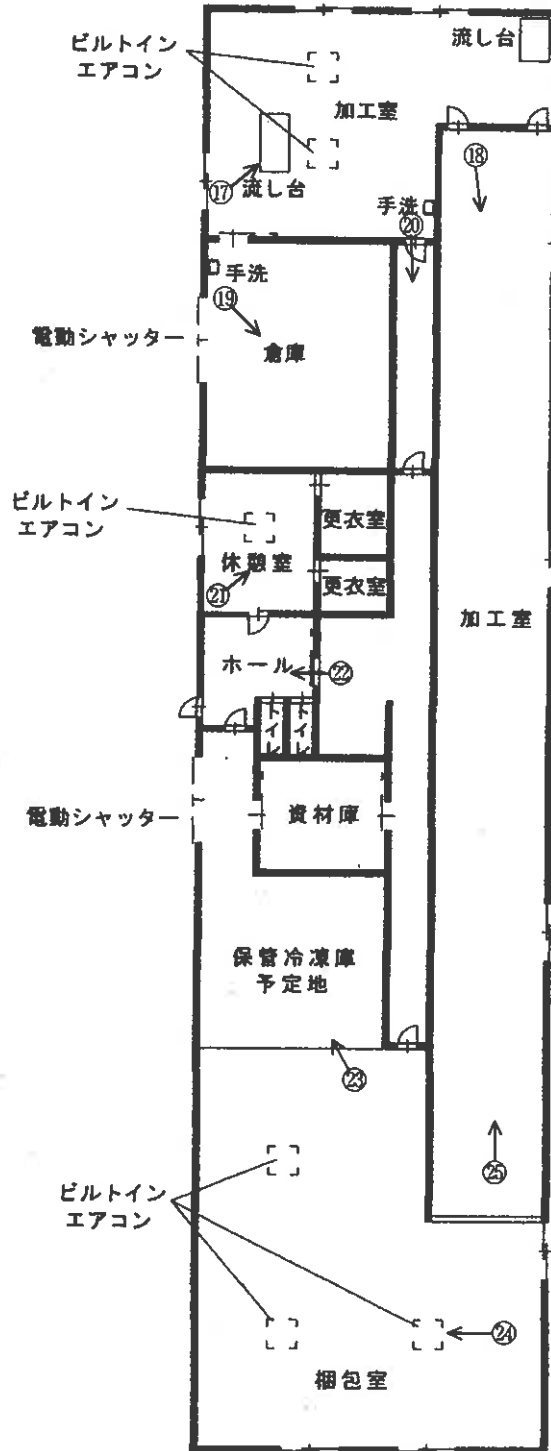 流し台
ビルトイン
エアコン
加工室
⑱
⑰
流し台
手洗
⑳
手洗
⑲
電動シャッター
倉庫
ビルトイン
エアコン
更衣室
休憩室
更衣室
㉑
加工室
ホール
㉒
トイレ
トイレ
電動シャッター
資材庫
保管冷凍庫
予定地
㉓
㉕
ビルトイン
エアコン
㉔
梱包室